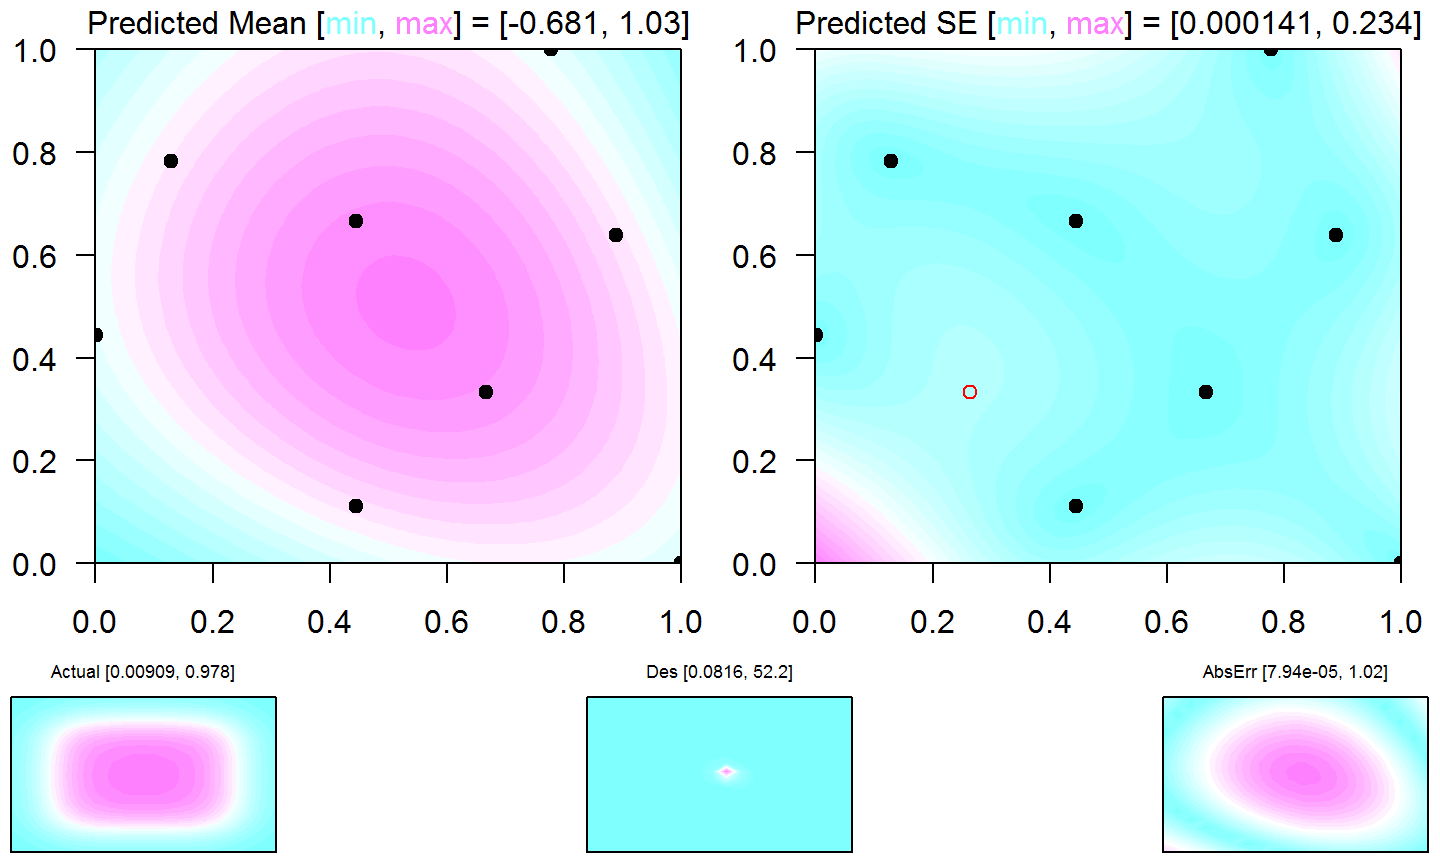 Predicted Mean [min, max] = [-0.681, 1.03]
Predicted SE [min, max] = [0.000141, 0.234]
1.0
0.8
0.6
0.4
0.2
0.0
0.0 0.2 0.4 0.6 0.8 1.0
1.0
0.8
0.6
0.4
0.2
0.0
0.0 0.2 0.4 0.6 0.8 1.0
Actual [0.00909, 0.978]
Des [0.0816, 52.2]
AbsErr [7.94e-05, 1.02]